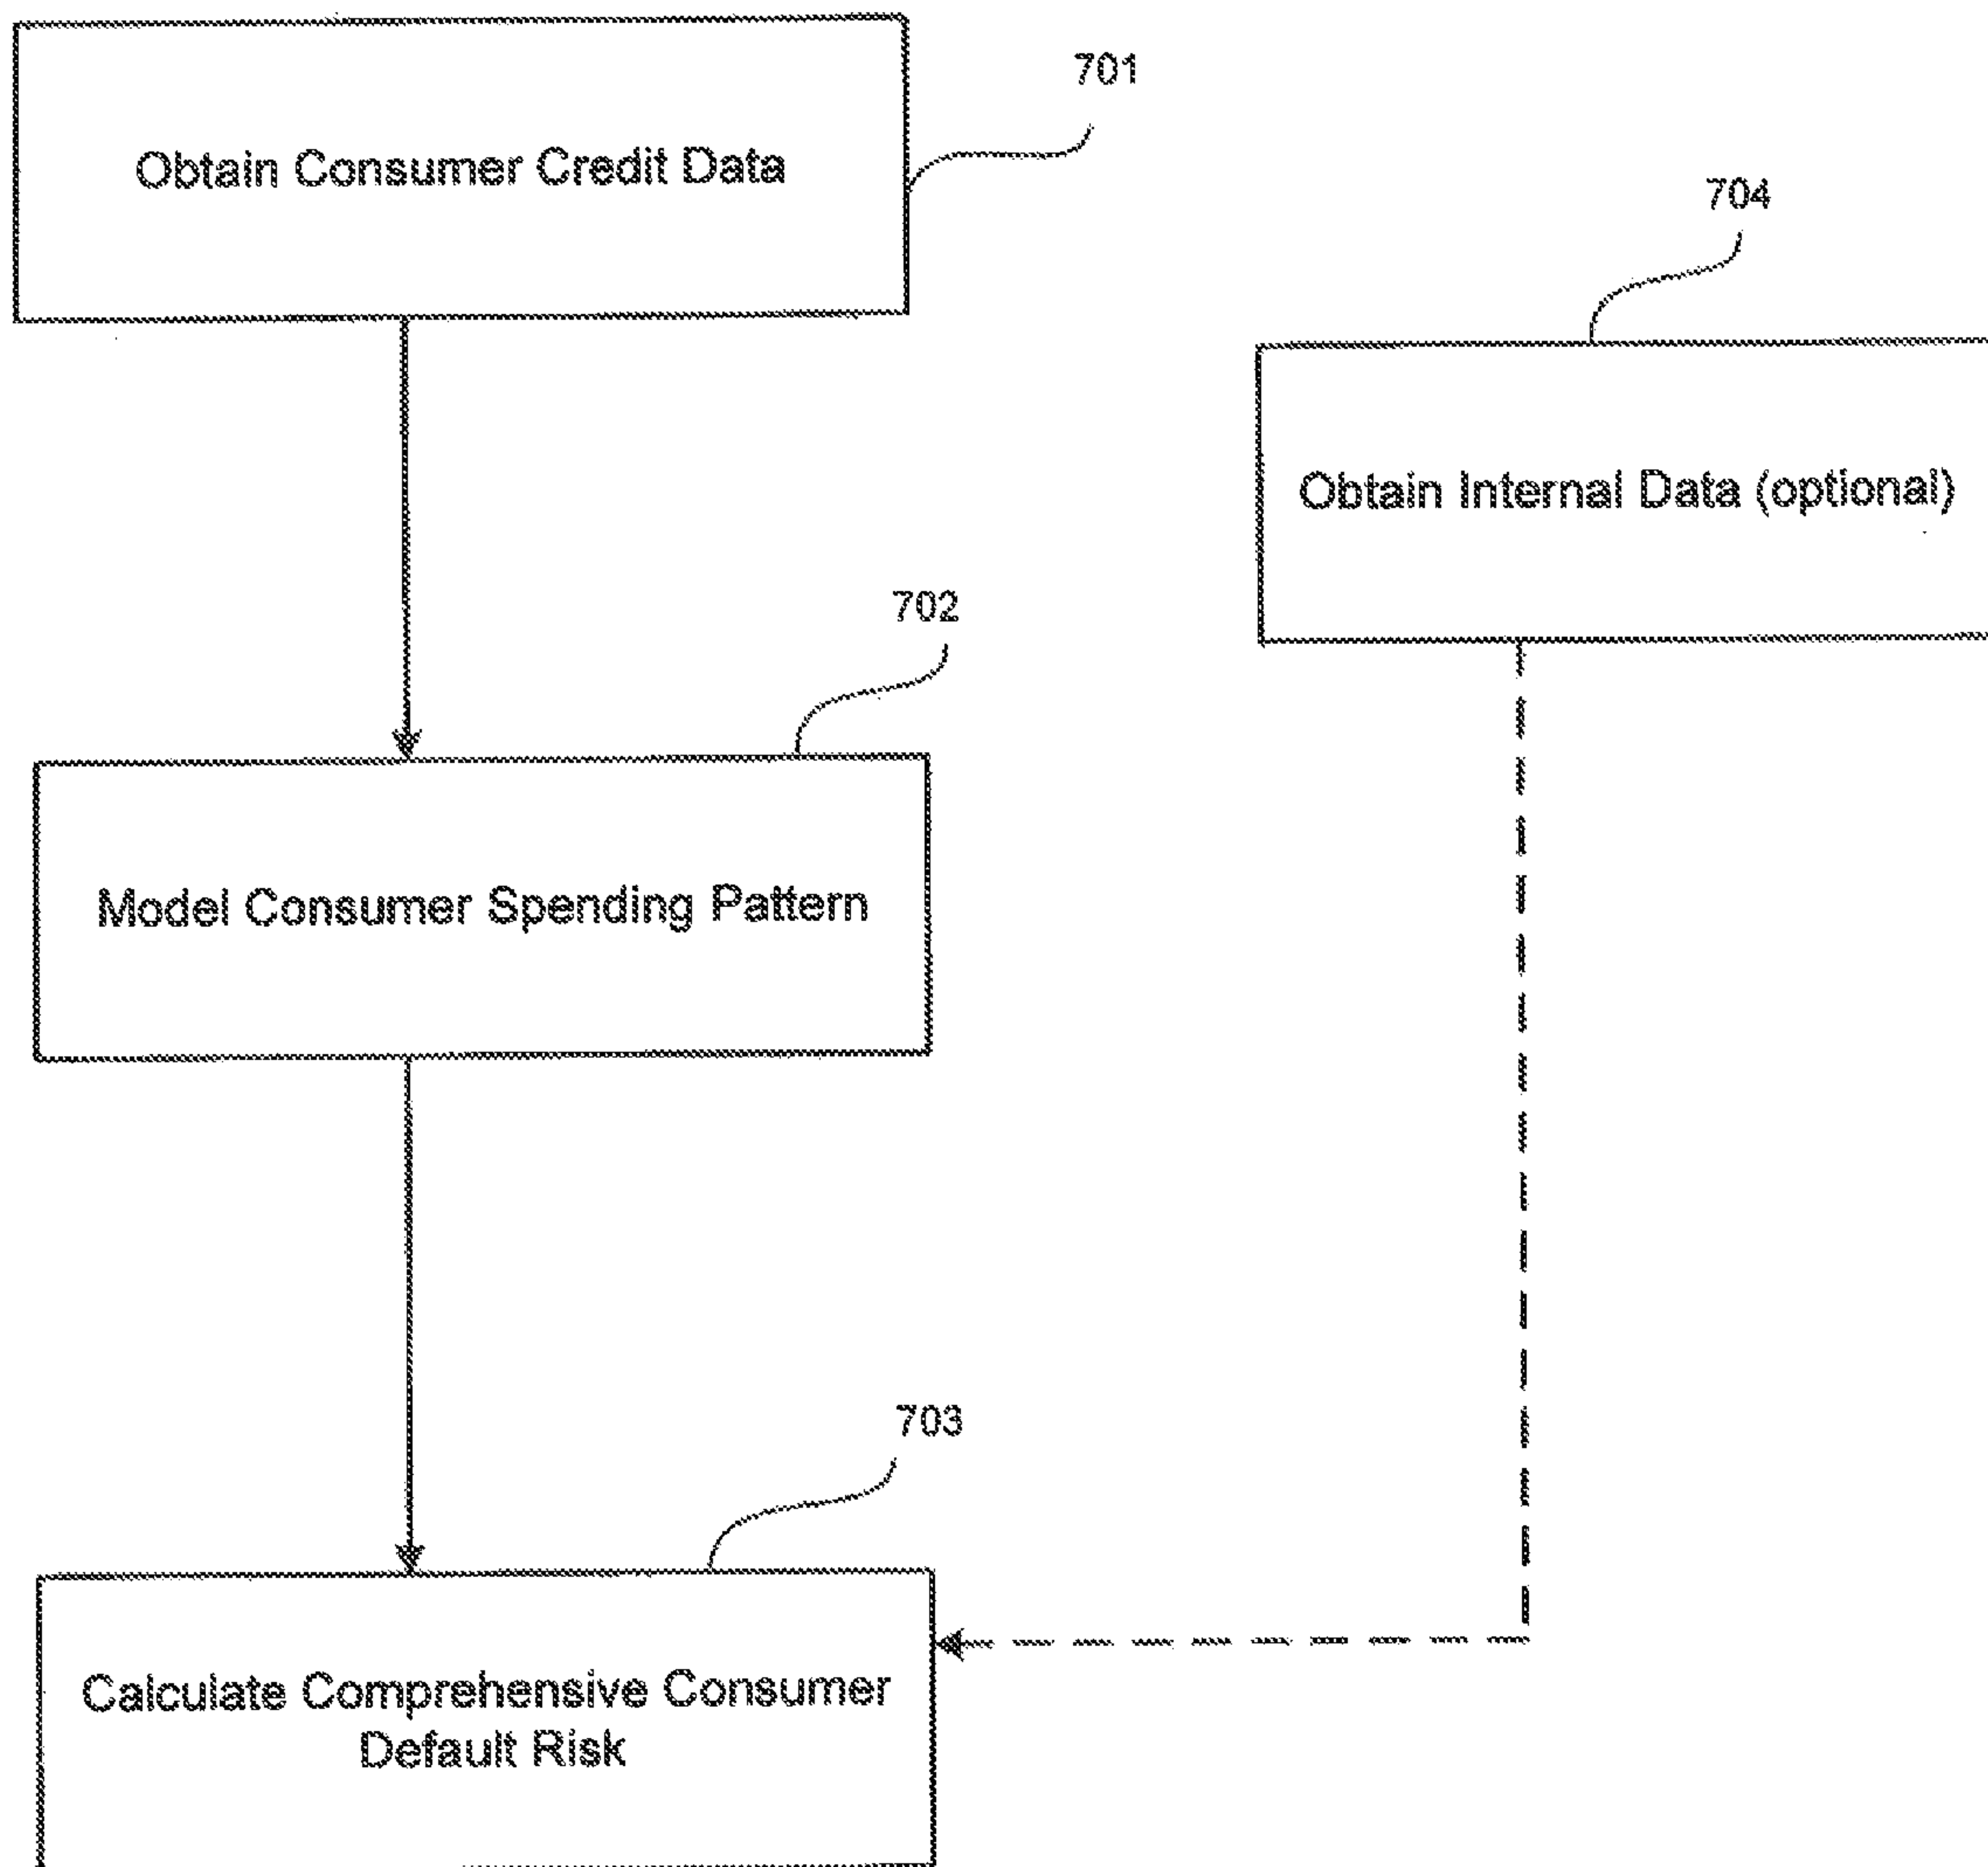 701
Obtain Consumer Credit Data
704
Obtain Internal Data (optional)
702
Model Consumer Spending Pattern
703
Calculate Comprehensive Consumer
Default Risk